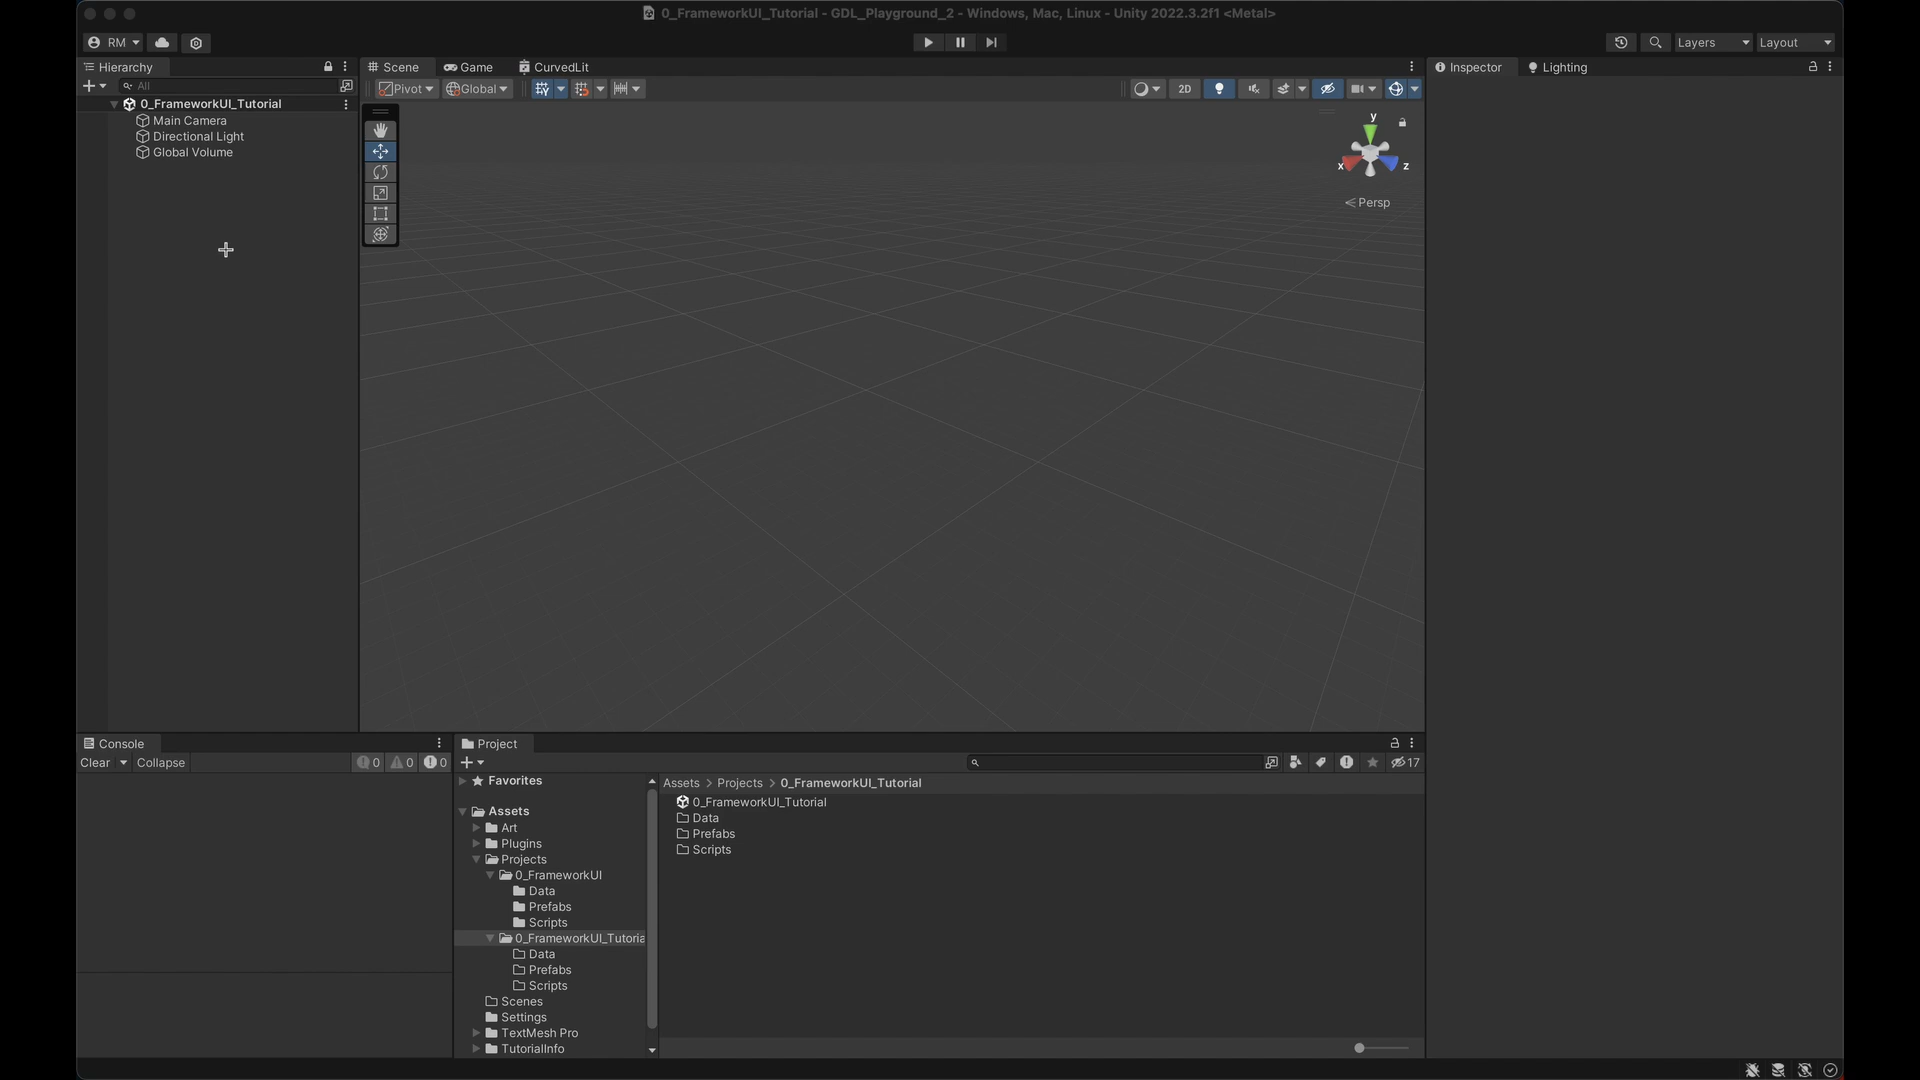 0_FrameworkUI_Tutorial - GDL_Playground_2 - Windows, Mac, Linux - Unity 2022.3.2f1 <Metal>
RM
Layers
Layout
Hierarchy
Scene
Game
CurvedLit
Inspector
Lighting
All
Pivot
Global
2D
0_FrameworkUI_Tutorial
Main Camera
Directional Light
Global Volume
y
x
z
Persp
Console
Project
Clear
Collapse
0
0
0
17
Favorites
Assets > Projects > 0_FrameworkUI_Tutorial
Assets
Art
Plugins
Projects
0_FrameworkUI
Data
Prefabs
Scripts
0_FrameworkUI_Tutoria
Data
Prefabs
Scripts
Scenes
Settings
TextMesh Pro
TutorialInfo
0_FrameworkUI_Tutorial
Data
Prefabs
Scripts